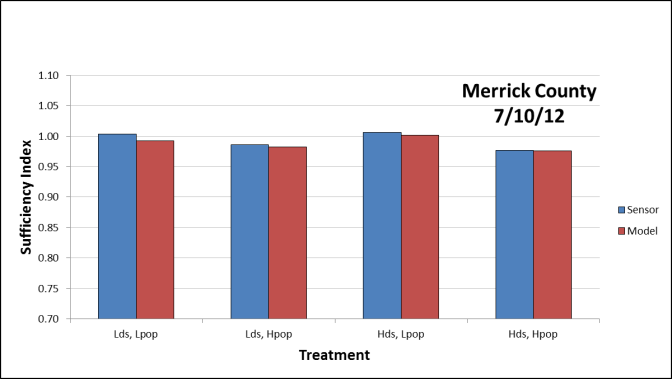 Merrick County
7/10/12
Sufficiency Index
1.10
1.05
1.00
0.95
0.90
0.85
0.80
0.75
0.70
Lds, Lpop
Lds, Hpop
Hds, Lpop
Hds, Hpop
Treatment
Sensor
Model